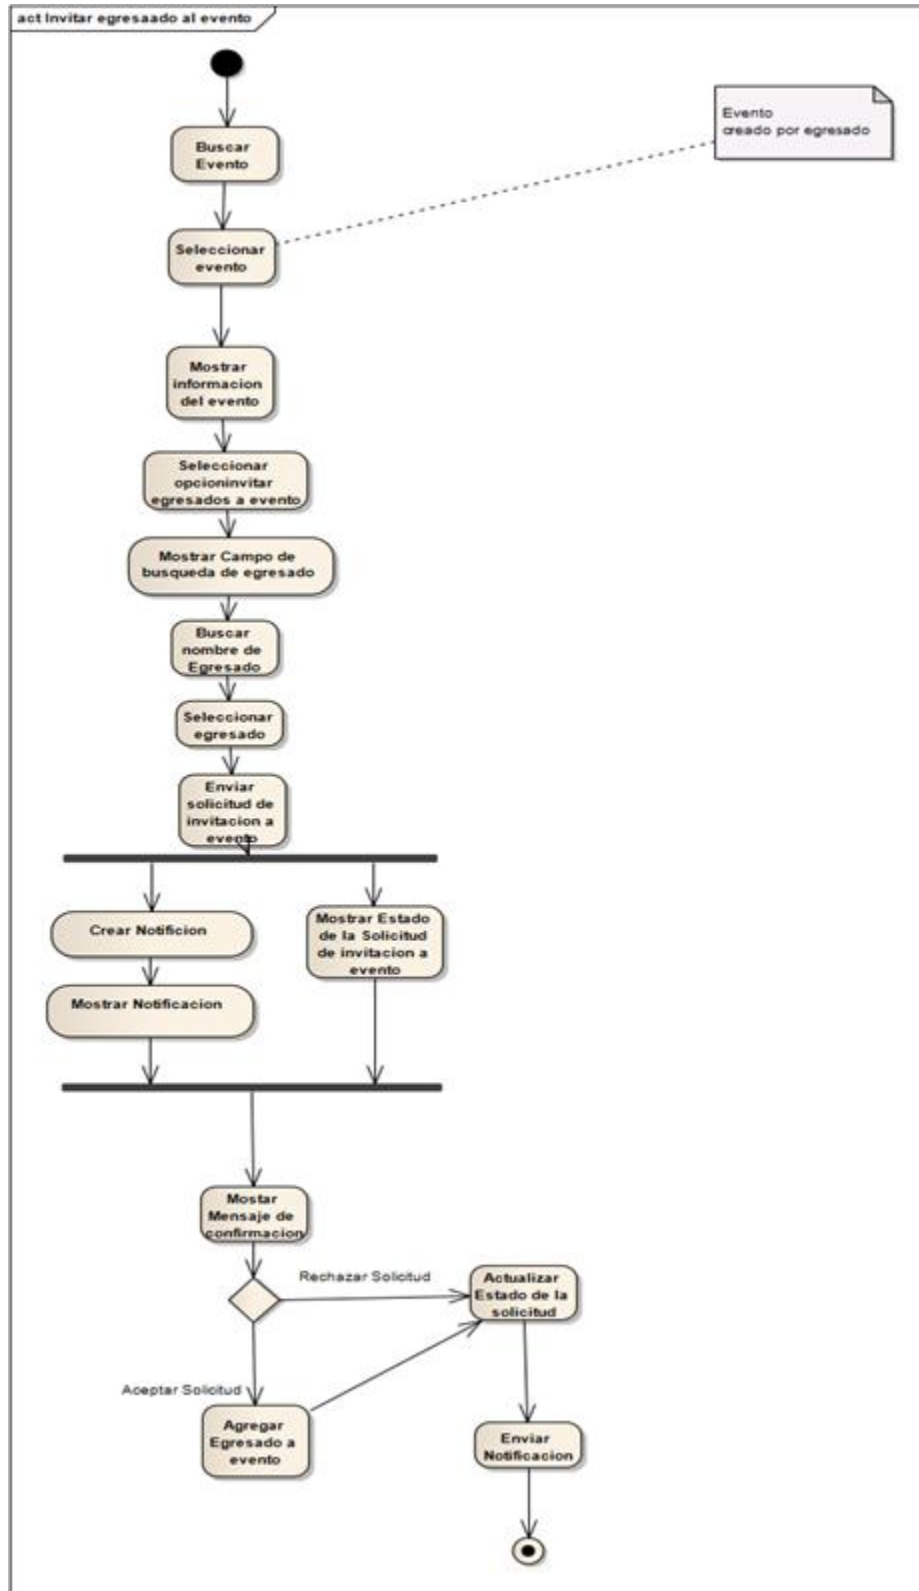 act Invitar egresaado al evento
Evento
creado por egresado
Buscar
Evento
Seleccionar
evento
Mostrar
informacion
del evento
Seleccionar
opcioninvitar
egresados a evento
Mostrar Campo de
busqueda de egresado
Buscar
nombre de
Egresado
Seleccionar
egresado
Enviar
solicitud de
invitacion a
evento
Crear Notificion
Mostrar Estado
de la Solicitud
de invitacion a
evento
Mostrar Notificacion
Mostar
Mensaje de
confirmacion
Rechazar Solicitud
Actualizar
Estado de la
solicitud
Aceptar Solicitud
Agregar
Egresado a
evento
Enviar
Notificacion